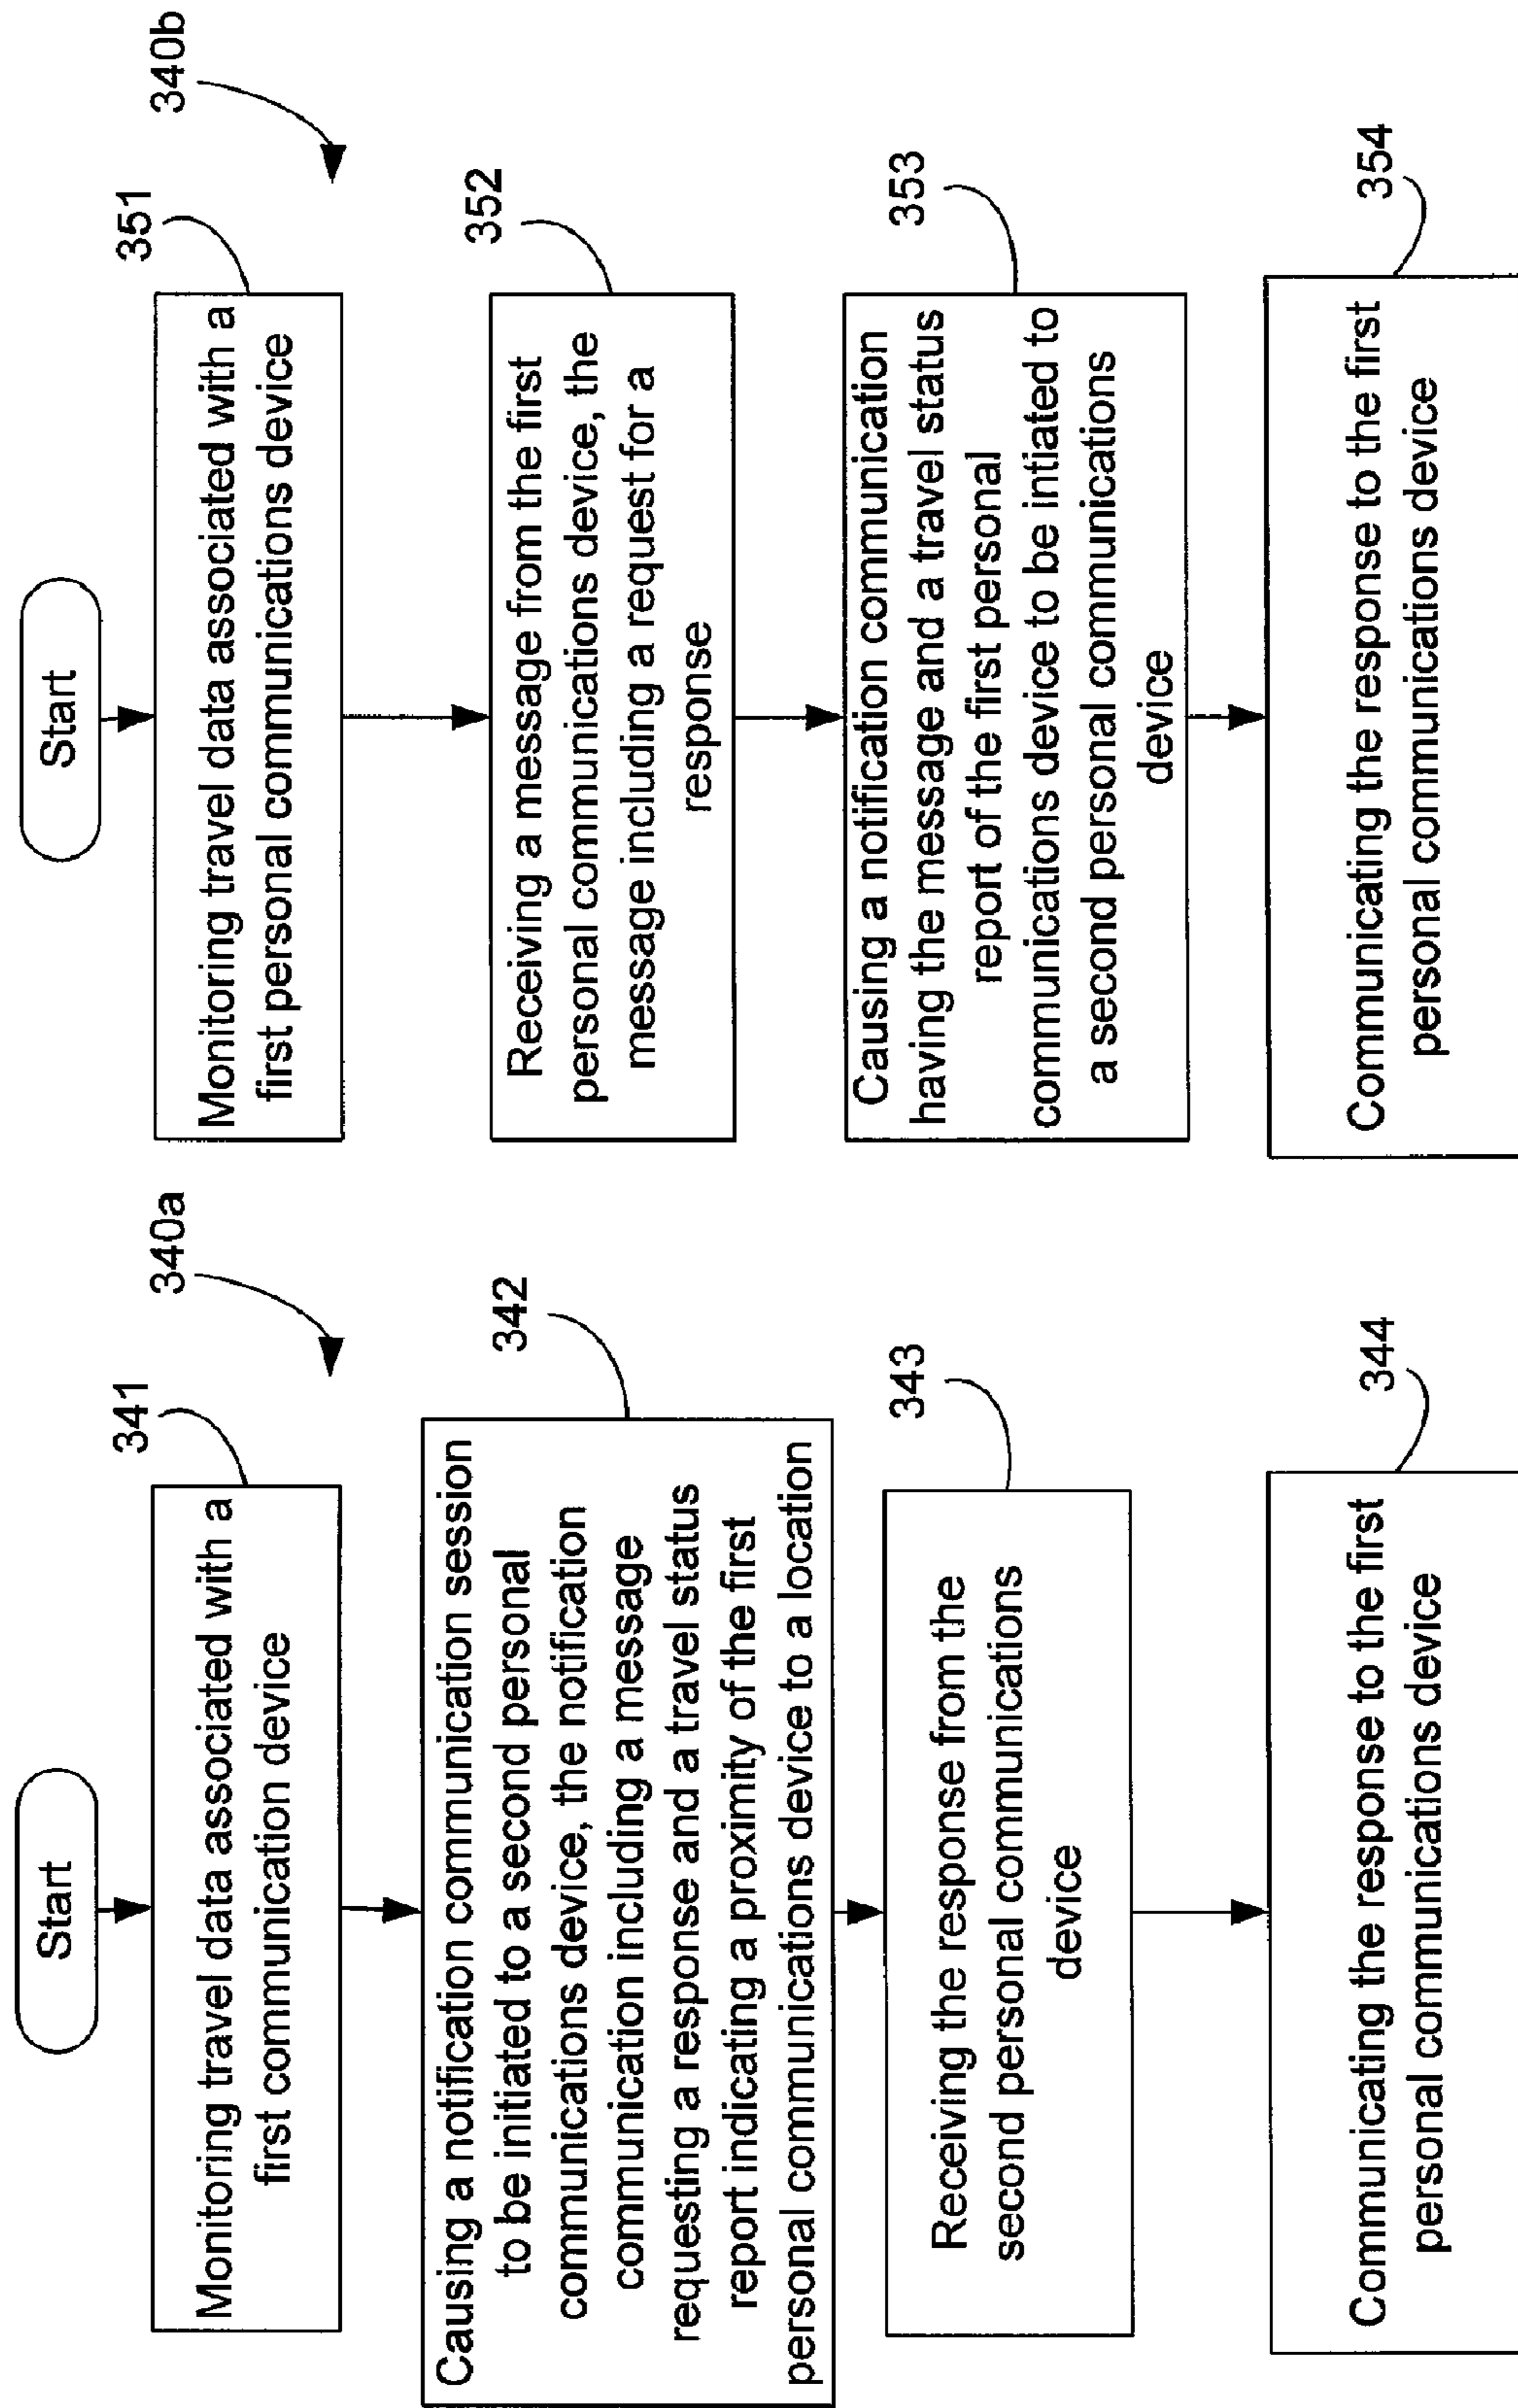 Start
340a
341
Monitoring travel data associated with a
first communication device
342
Causing a notification communication session
to be initiated to a second personal
communications device, the notification
communication including a message
requesting a response and a travel status
report indicating a proximity of the first
personal communications device to a location
343
Receiving the response from the
second personal communications
device
344
Communicating the response to the first
personal communications device
Start
340b
351
Monitoring travel data associated with a
first personal communications device
352
Receiving a message from the first
personal communications device, the
message including a request for a
response
353
Causing a notification communication
having the message and a travel status
report of the first personal
communications device to be intiated to
a second personal communications
device
354
Communicating the response to the first
personal communications device